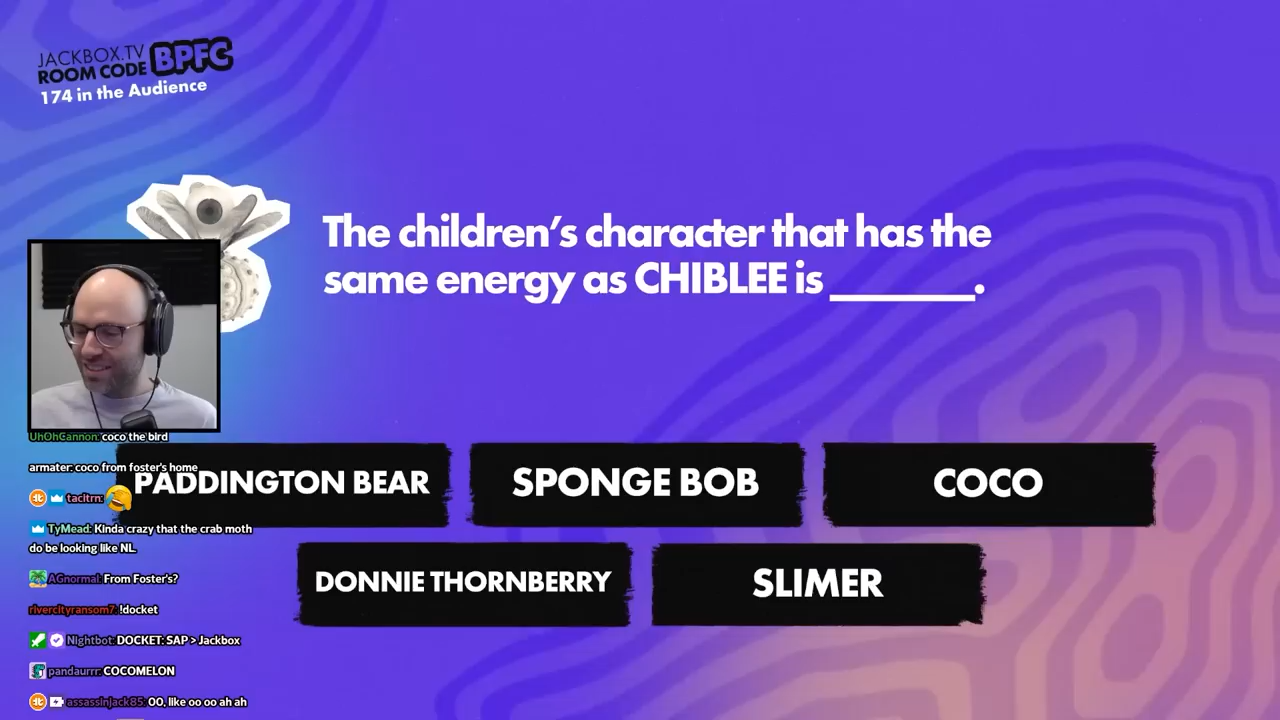 JACKBOX.TV
ROOM CODE BPFC
174 in the Audience
The children's character that has the
same energy as CHIBLEE is _______.
UhOhCannon: coco the bird
armater: coco from foster's home
tacitrn:
TyMead: Kinda crazy that the crab moth
do be looking like NL.
AGnormal: From Foster's?
rivercityransom7: !docket
Nightbot: DOCKET: SAP > Jackbox
pandaurrr: COCOMELON
assassinjack85: OO, like oo oo ah ah
PADDINGTON BEAR
SPONGE BOB
COCO
DONNIE THORNBERRY
SLIMER